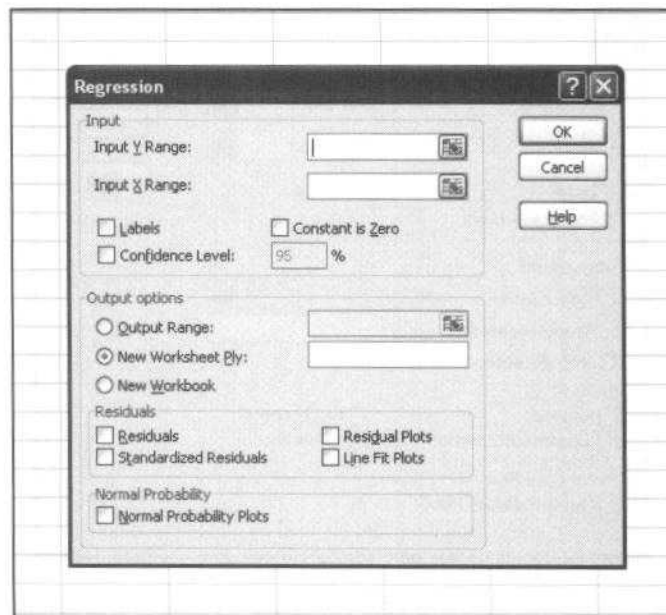 Regression
Input
Input Y Range:
Input X Range:
Labels
Constant is Zero
Confidence Level:
95 %
OK
Cancel
Help
Output options
Output Range:
New Worksheet Ply:
New Workbook
Residuals
Residuals
Residual Plots
Standardized Residuals
Line Fit Plots
Normal Probability
Normal Probability Plots